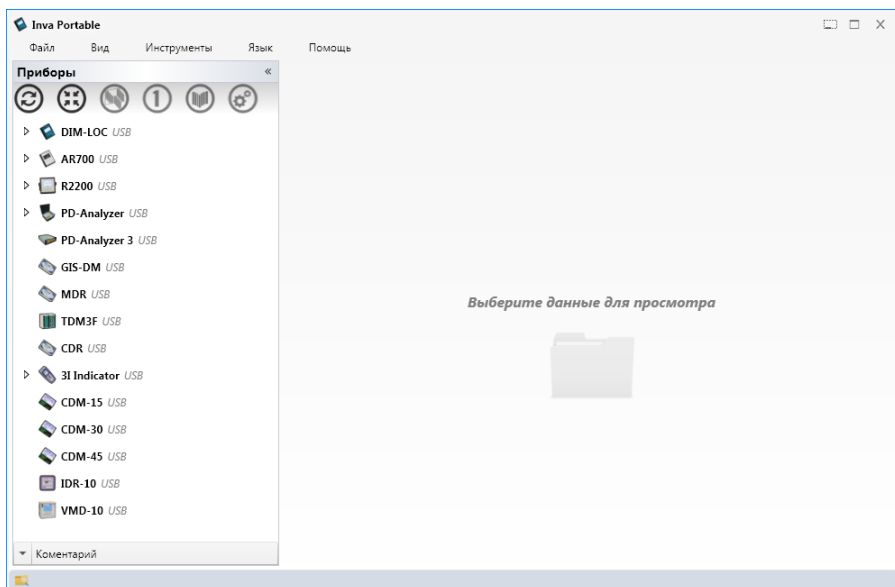 Inva Portable
Файл Вид Инструменты Язык Помощь
Приборы «
1
DIM-LOC USB
AR700 USB
R2200 USB
PD-Analyzer USB
PD-Analyzer 3 USB
GIS-DM USB
MDR USB
TDM3F USB
CDR USB
3I Indicator USB
CDM-15 USB
CDM-30 USB
CDM-45 USB
IDR-10 USB
VMD-10 USB
Коментарий
Выберите данные для просмотра